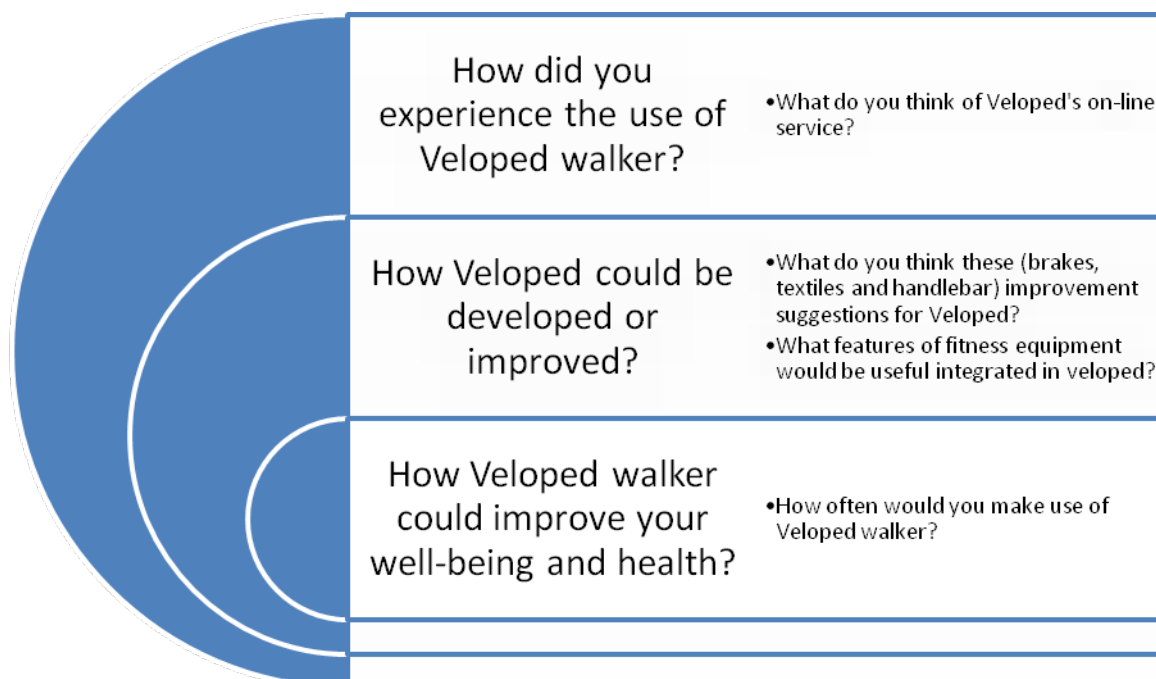 How did you
experience the use of
Veloped walker?
•What do you think of Veloped's on-line
service?
How Veloped could be
developed or
improved?
•What do you think these (brakes,
textiles and handlebar) improvement
suggestions for Veloped?
•What features of fitness equipment
would be useful integrated in veloped?
How Veloped walker
could improve your
well-being and health?
•How often would you make use of
Veloped walker?